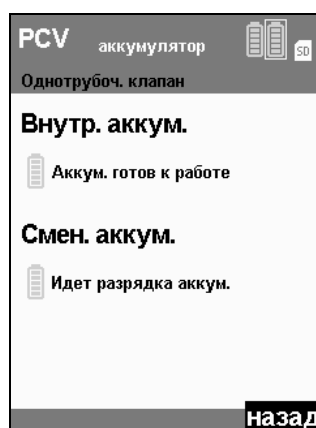 PCV аккумулятор SD
Однотрубоч. клапан
Внутр. аккум.
Аккум. готов к работе
Смен. аккум.
Идет разрядка аккум.
назад